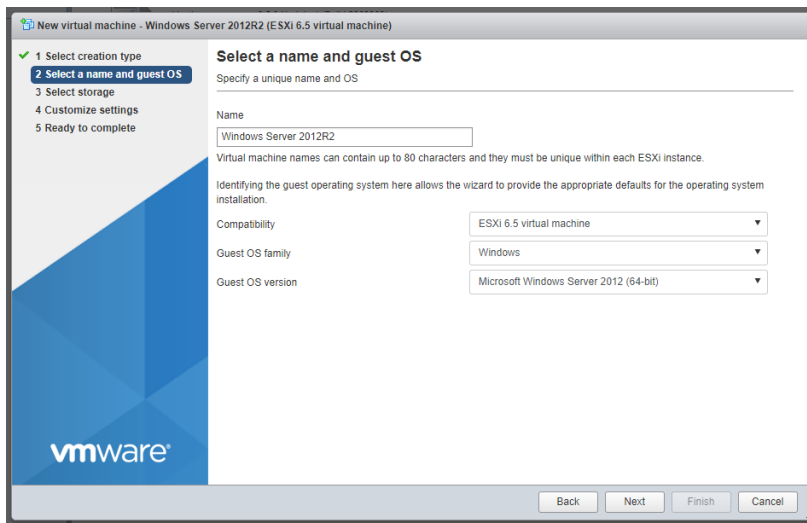 New virtual machine - Windows Server 2012R2 (ESXi 6.5 virtual machine)
1 Select creation type
2 Select a name and guest OS
3 Select storage
4 Customize settings
5 Ready to complete
vmware®
Select a name and guest OS
Specify a unique name and OS
Name
Windows Server 2012R2
Virtual machine names can contain up to 80 characters and they must be unique within each ESXi instance.
Identifying the guest operating system here allows the wizard to provide the appropriate defaults for the operating system
installation.
Compatibility ESXi 6.5 virtual machine
Guest OS family Windows
Guest OS version Microsoft Windows Server 2012 (64-bit)
Back Next Finish Cancel